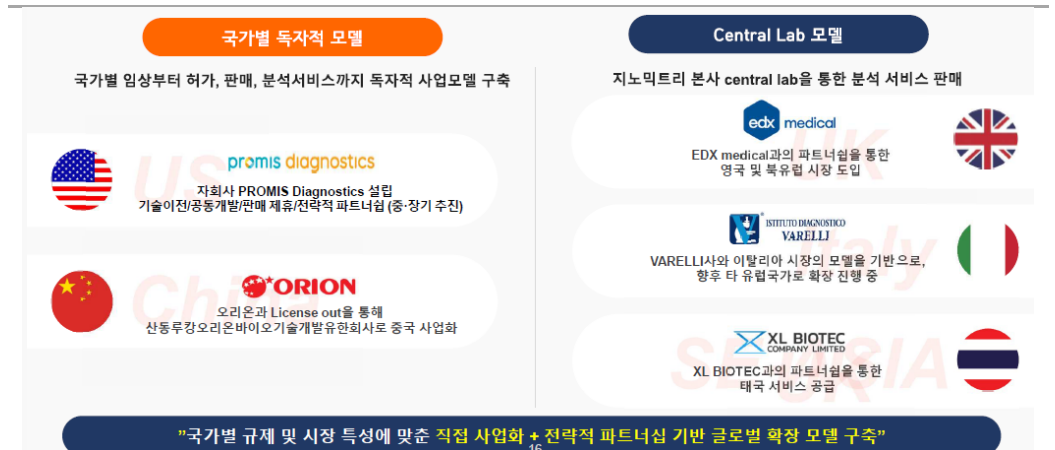 국가별 독자적 모델
국가별 임상부터 허가, 판매, 분석서비스까지 독자적 사업모델 구축
US
promis diagnostics
자회사 PROMIS Diagnostics 설립
기술이전/공동개발/판매 제휴/전략적 파트너쉽 (중·장기 추진)
China
ORION
오리온과 License out을 통해
산동루캉오리온바이오기술개발유한회사로 중국 사업화
Central Lab 모델
지노믹트리 본사 central lab을 통한 분석 서비스 판매
UK
edx medical
EDX medical과의 파트너쉽을 통한
영국 및 북유럽 시장 도입
Italy
ISTITUTO DIAGNOSTICO
VARELLI
VARELLI사와 이탈리아 시장의 모델을 기반으로,
향후 타 유럽국가로 확장 진행 중
XL BIOTEC
COMPANY LIMITED
XL BIOTEC과의 파트너쉽을 통한
태국 서비스 공급
"국가별 규제 및 시장 특성에 맞춘 직접 사업화 + 전략적 파트너십 기반 글로벌 확장 모델 구축"
16